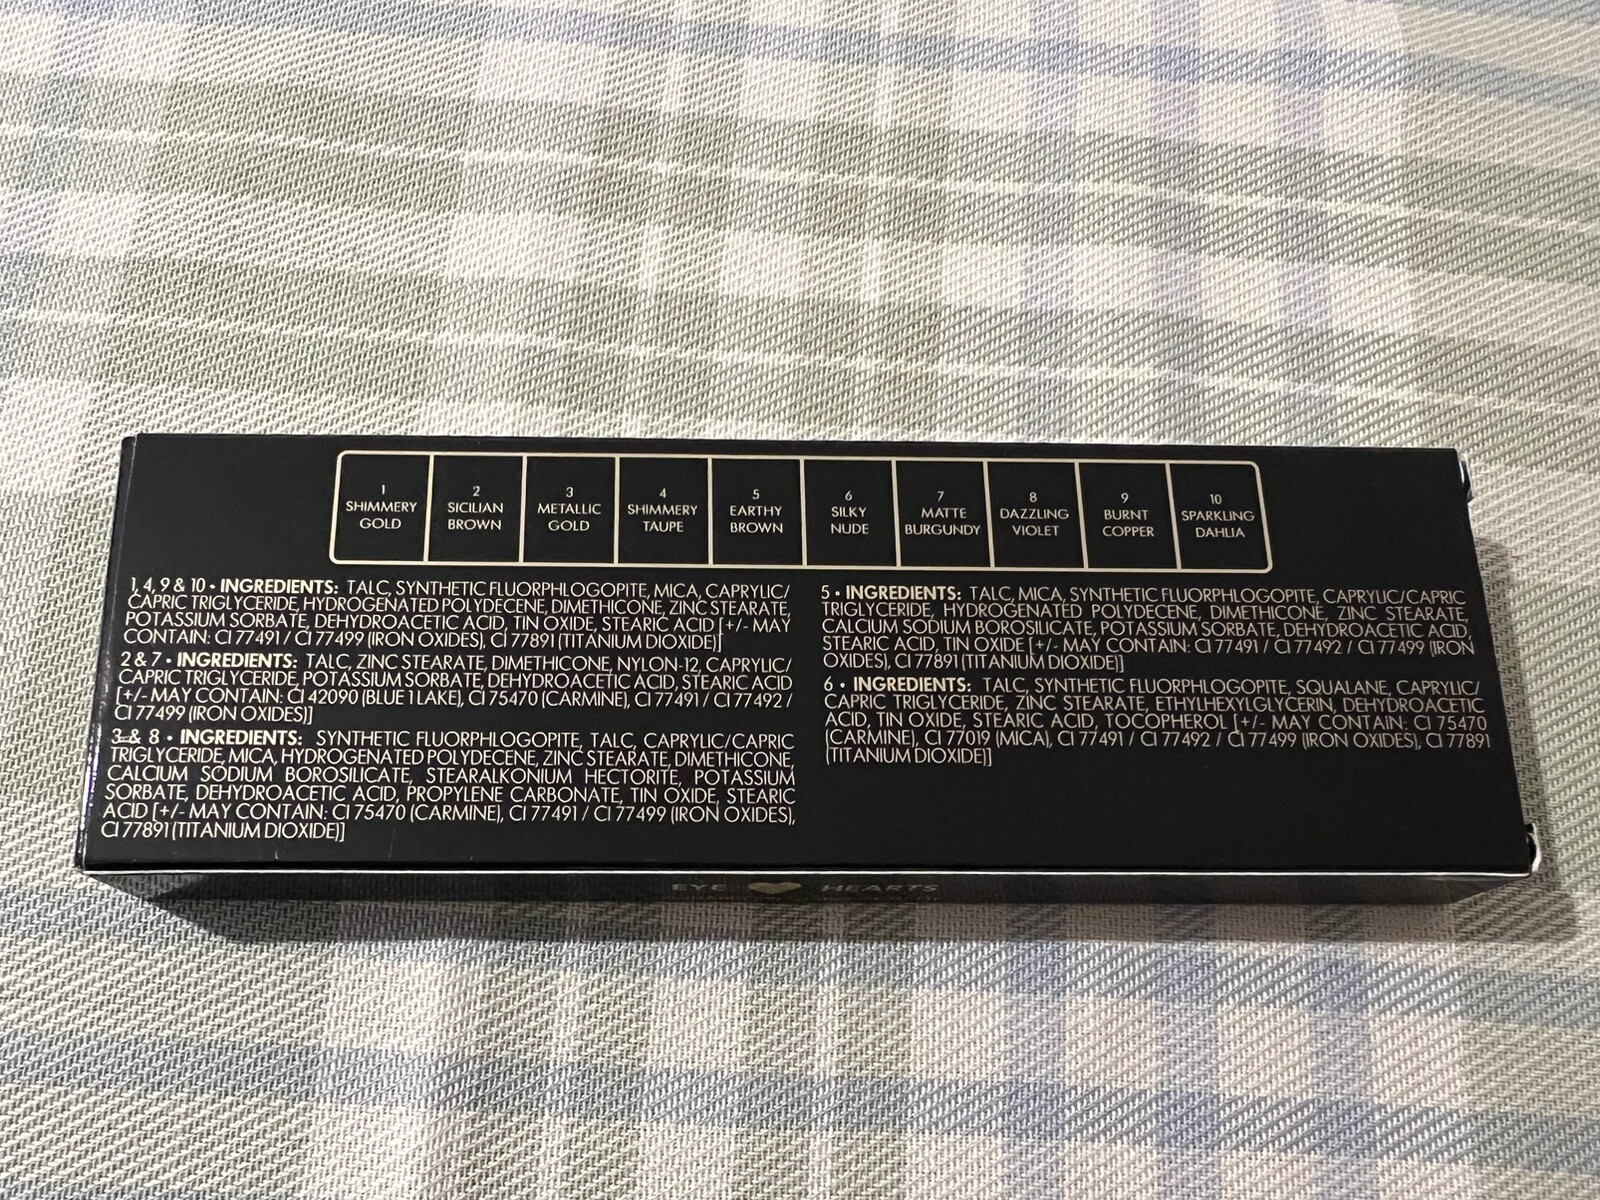 1
SHIMMERY
GOLD
2
SICILIAN
BROWN
3
METALLIC
GOLD
4
SHIMMERY
TAUPE
5
EARTHY
BROWN
6
SILKY
NUDE
7
MATTE
BURGUNDY
8
DAZZLING
VIOLET
9
BURNT
COPPER
10
SPARKLING
DAHLIA
1, 4, 9 & 10 • INGREDIENTS: TALC, SYNTHETIC FLUORPHLOGOPITE, MICA, CAPRYLIC/
CAPRIC TRIGLYCERIDE, HYDROGENATED POLYDECENE, DIMETHICONE, ZINC STEARATE,
POTASSIUM SORBATE, DEHYDROACETIC ACID, TIN OXIDE, STEARIC ACID [+/- MAY
CONTAIN: CI 77491 / CI 77499 (IRON OXIDES), CI 77891 (TITANIUM DIOXIDE)]
2 & 7 • INGREDIENTS: TALC, ZINC STEARATE, DIMETHICONE, NYLON-12, CAPRYLIC/
CAPRIC TRIGLYCERIDE, POTASSIUM SORBATE, DEHYDROACETIC ACID, STEARIC ACID
[+/- MAY CONTAIN: CI 42090 (BLUE 1 LAKE), CI 75470 (CARMINE), CI 77491 / CI 77492 /
CI 77499 (IRON OXIDES)]
3 & 8 • INGREDIENTS: SYNTHETIC FLUORPHLOGOPITE, TALC, CAPRYLIC/CAPRIC
TRIGLYCERIDE, MICA, HYDROGENATED POLYDECENE, ZINC STEARATE, DIMETHICONE,
CALCIUM SODIUM BOROSILICATE, STEARALKONIUM HECTORITE, POTASSIUM
SORBATE, DEHYDROACETIC ACID, PROPYLENE CARBONATE, TIN OXIDE, STEARIC
ACID [+/- MAY CONTAIN: CI 75470 (CARMINE), CI 77491 / CI 77499 (IRON OXIDES),
CI 77891 (TITANIUM DIOXIDE)]
5 • INGREDIENTS: TALC, MICA, SYNTHETIC FLUORPHLOGOPITE, CAPRYLIC/CAPRIC
TRIGLYCERIDE, HYDROGENATED POLYDECENE, DIMETHICONE, ZINC STEARATE,
CALCIUM SODIUM BOROSILICATE, POTASSIUM SORBATE, DEHYDROACETIC ACID,
STEARIC ACID, TIN OXIDE [+/- MAY CONTAIN: CI 77491 / CI 77492 / CI 77499 (IRON
OXIDES), CI 77891 (TITANIUM DIOXIDE)]
6 • INGREDIENTS: TALC, SYNTHETIC FLUORPHLOGOPITE, SQUALANE, CAPRYLIC/
CAPRIC TRIGLYCERIDE, ZINC STEARATE, ETHYLHEXYLGLYCERIN, DEHYDROACETIC
ACID, TIN OXIDE, STEARIC ACID, TOCOPHEROL [+/- MAY CONTAIN: CI 75470
(CARMINE), CI 77019 (MICA), CI 77491 / CI 77492 / CI 77499 (IRON OXIDES), CI 77891
(TITANIUM DIOXIDE)]
EYE HEARTS